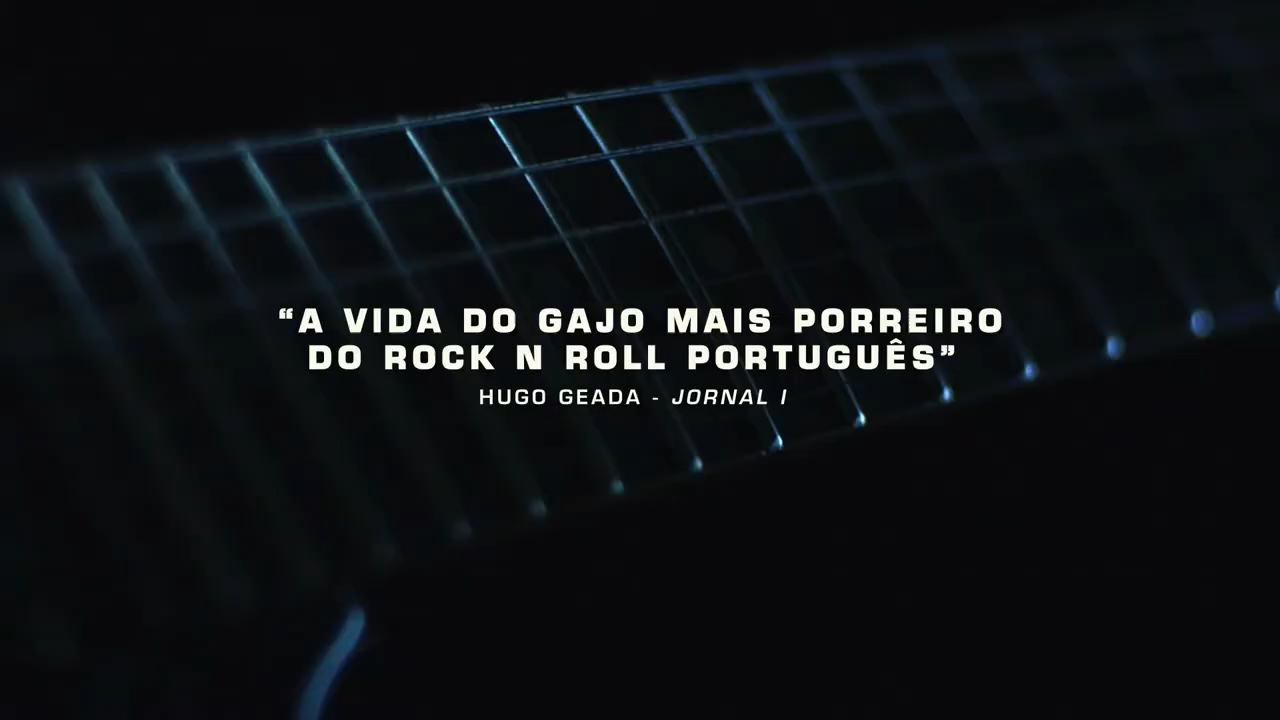 “A VIDA DO GAJO MAIS PORREIRO
DO ROCK N ROLL PORTUGUÊS”
HUGO GEADA - JORNAL I